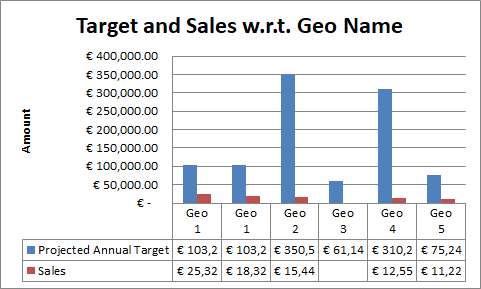 Target and Sales w.r.t. Geo Name
Amount
€ 400,000.00
€ 350,000.00
€ 300,000.00
€ 250,000.00
€ 200,000.00
€ 150,000.00
€ 100,000.00
€ 50,000.00
€ -
Geo 1 Geo 1 Geo 2 Geo 3 Geo 4 Geo 5
Projected Annual Target € 103,2 € 103,2 € 350,5 € 61,14 € 310,2 € 75,24
Sales € 25,32 € 18,32 € 15,44 € 12,55 € 11,22